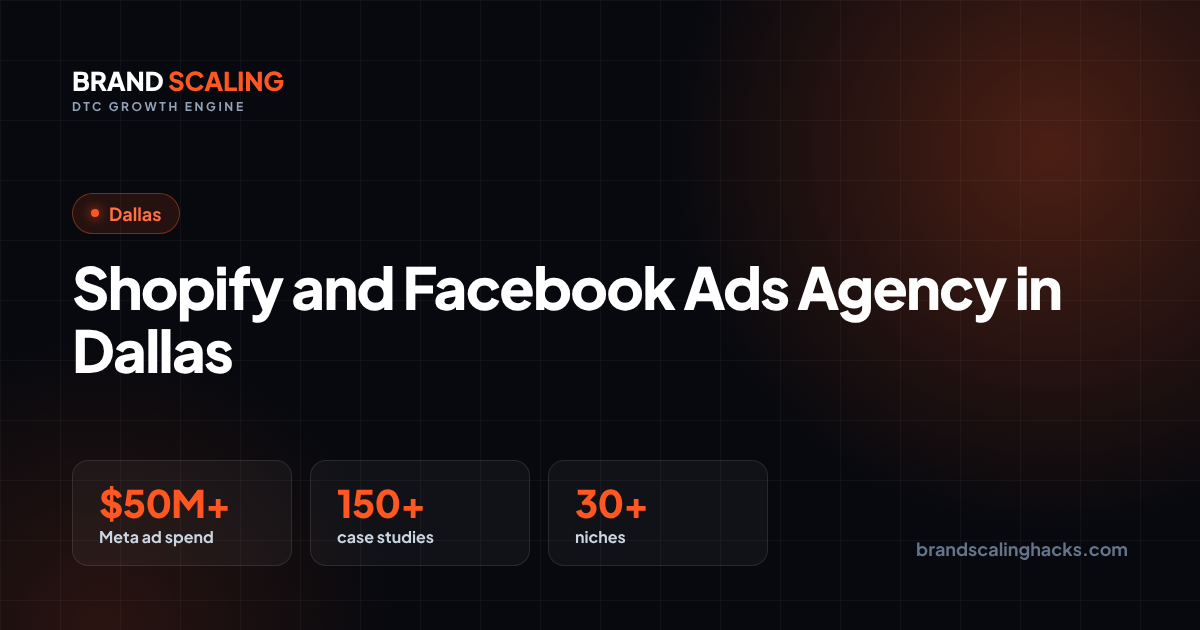 BRAND SCALING
DTC GROWTH ENGINE
Dallas
Shopify and Facebook Ads Agency in
Dallas
$50M+
Meta ad spend
150+
case studies
30+
niches
brandscalinghacks.com